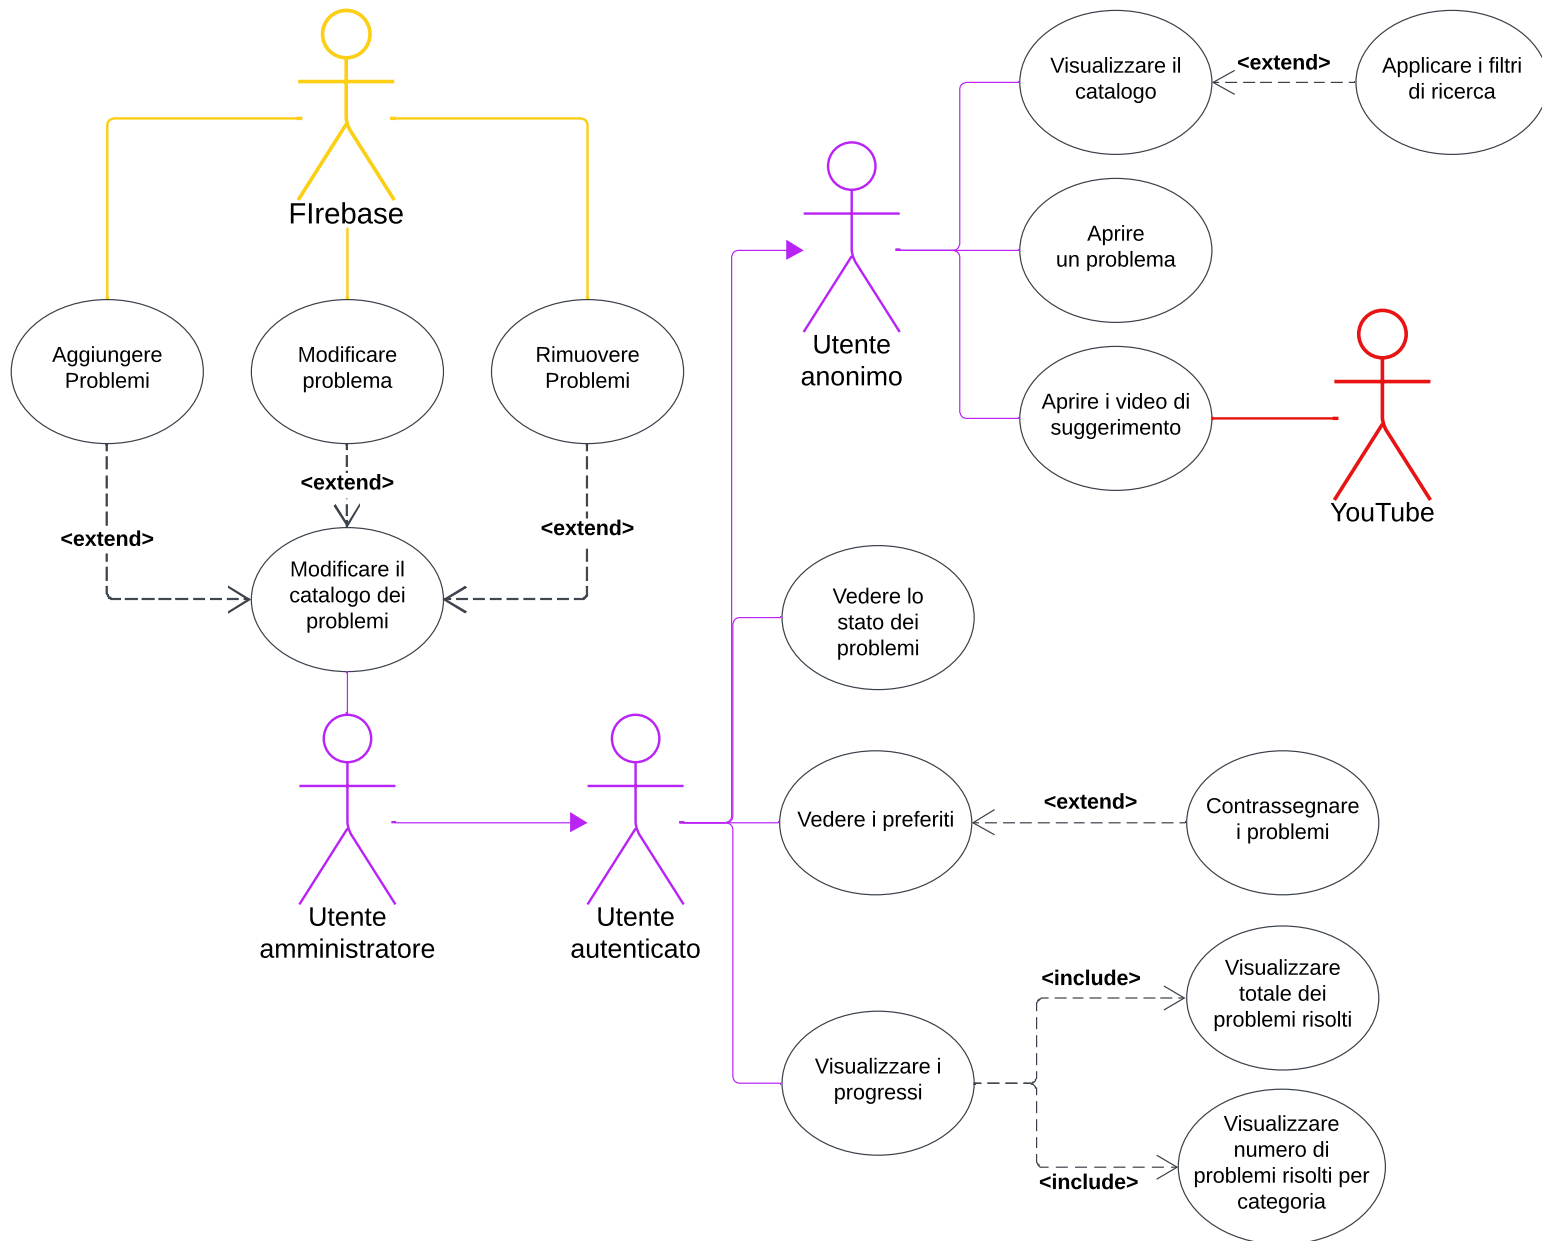 FIrebase
Aggiungere
Problemi
Modificare
problema
Rimuovere
Problemi
<extend>
<extend>
<extend>
Modificare il
catalogo dei
problemi
Utente
amministratore
Utente
autenticato
Utente
anonimo
Visualizzare il
catalogo
<extend>
Applicare i filtri
di ricerca
Aprire
un problema
Aprire i video di
suggerimento
YouTube
Vedere lo
stato dei
problemi
Vedere i preferiti
<extend>
Contrassegnare
i problemi
Visualizzare i
progressi
<include>
Visualizzare
totale dei
problemi risolti
<include>
Visualizzare
numero di
problemi risolti per
categoria